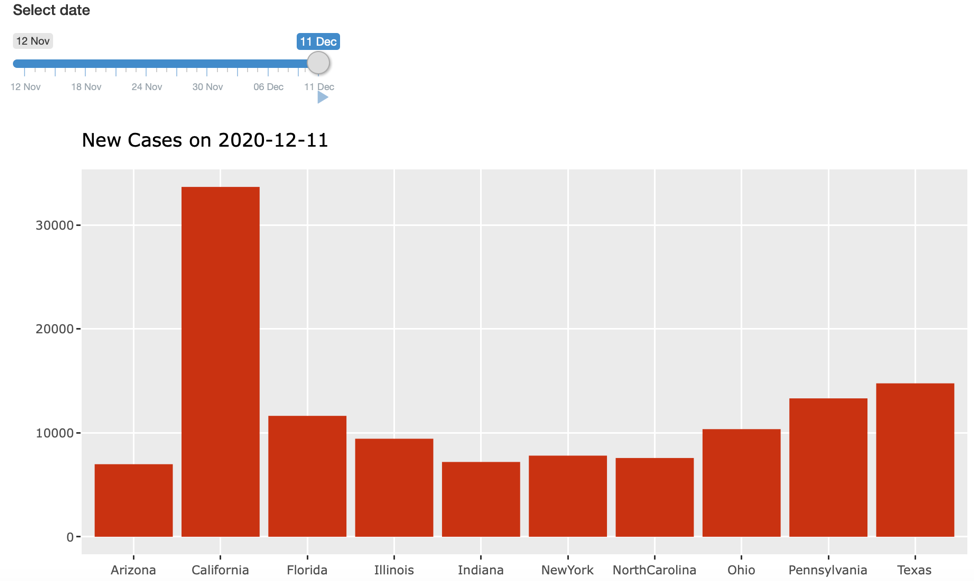 Select date
12 Nov 11 Dec
12 Nov 18 Nov 24 Nov 30 Nov 06 Dec 11 Dec
New Cases on 2020-12-11
30000
20000
10000
0
Arizona California Florida Illinois Indiana NewYork NorthCarolina Ohio Pennsylvania Texas